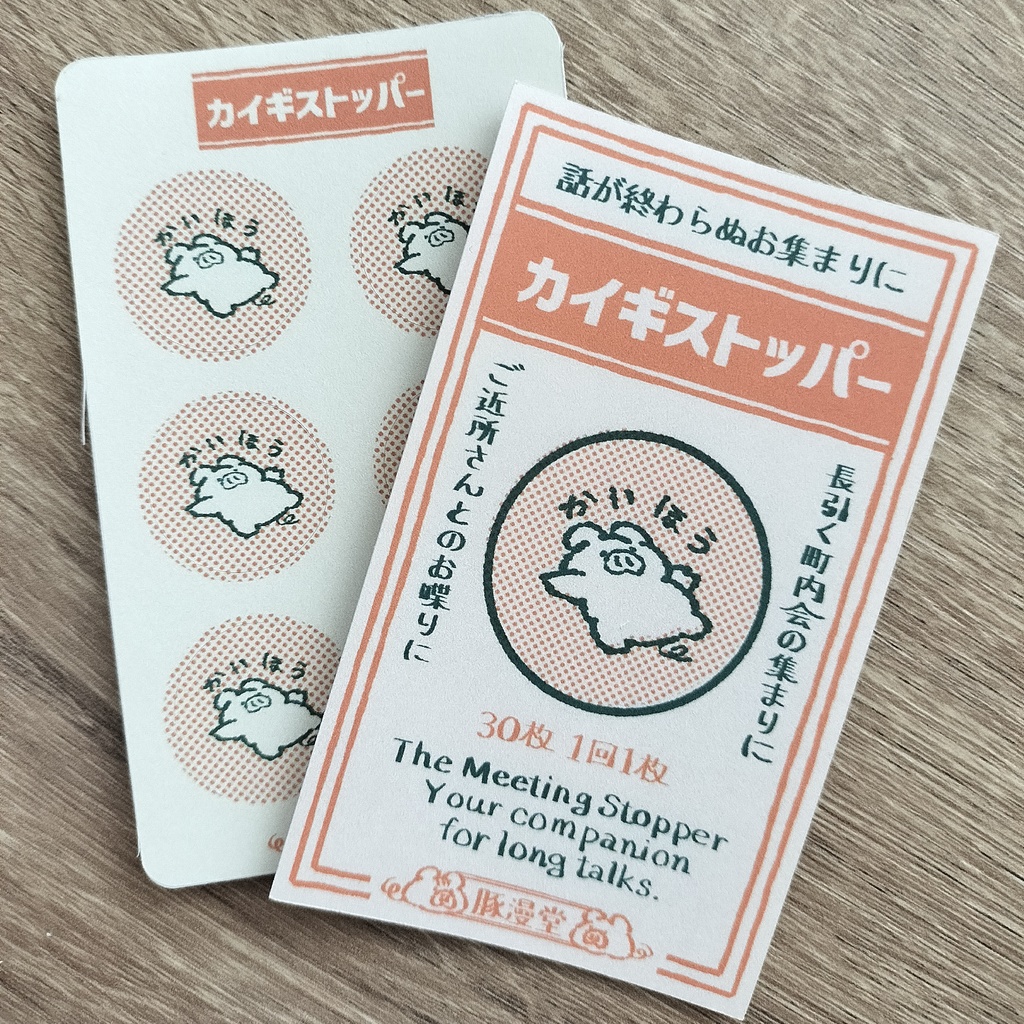 カイギストッパー
かいほう
かいほう
かいほう
かいほう
話が終わらぬお集まりに
カイギストッパー
長引く町内会の集まりに
ご近所さんとのお喋りに
かいほう
30枚 1回1枚
The Meeting Stopper
Your companion
for long talks.
豚漫堂